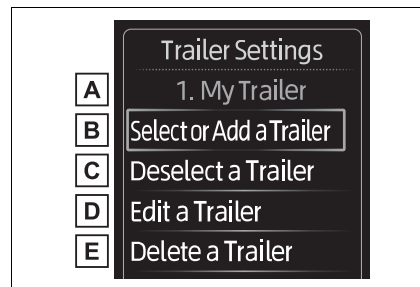 Trailer Settings
A 1. My Trailer
B Select or Add a Trailer
C Deselect a Trailer
D Edit a Trailer
E Delete a Trailer